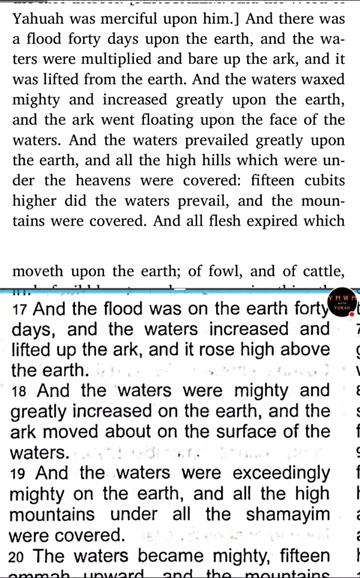 Yahuah was merciful upon him.] And there was
a flood forty days upon the earth, and the wa-
ters were multiplied and bare up the ark, and it
was lifted from the earth. And the waters waxed
mighty and increased greatly upon the earth,
and the ark went floating upon the face of the
waters. And the waters prevailed greatly upon
the earth, and all the high hills which were un-
der the heavens were covered: fifteen cubits
higher did the waters prevail, and the moun-
tains were covered. And all flesh expired which
moveth upon the earth; of fowl, and of cattle,
17 And the flood was on the earth forty
days, and the waters increased and
lifted up the ark, and it rose high above
the earth.
18 And the waters were mighty and
greatly increased on the earth, and the
ark moved about on the surface of the
waters.
19 And the waters were exceedingly
mighty on the earth, and all the high
mountains under all the shamayim
were covered.
20 The waters became mighty, fifteen
ammah upward, and the mountains